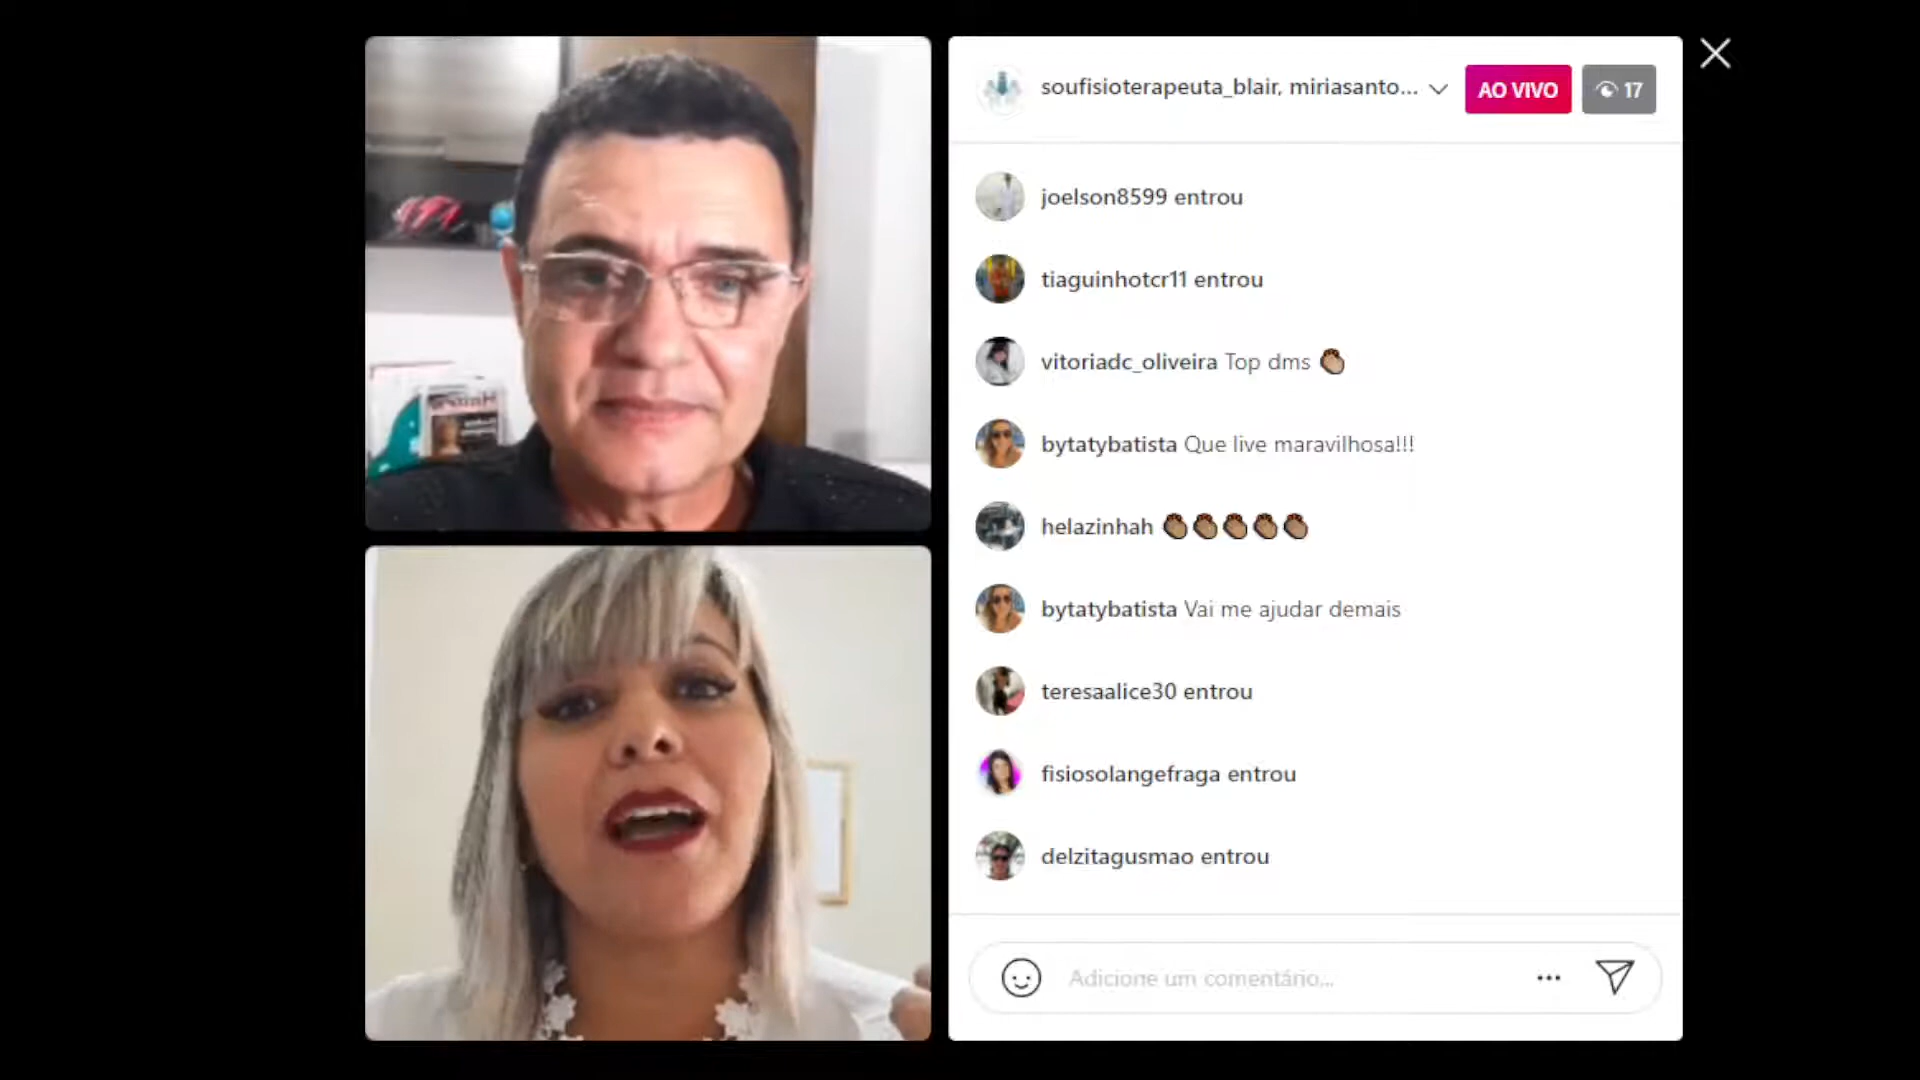 soufisioterapeuta_blair, miriasanto...
AO VIVO
17
joelson8599 entrou
tiaguinhotcr11 entrou
vitoriadc_oliveira Top dms 👏🏽
bytatybatista Que live maravilhosa!!!
helazinhah 👏🏽👏🏽👏🏽👏🏽👏🏽
bytatybatista Vai me ajudar demais
teresaalice30 entrou
fisiosolangefraga entrou
delzitagusmao entrou
Adicione um comentário...